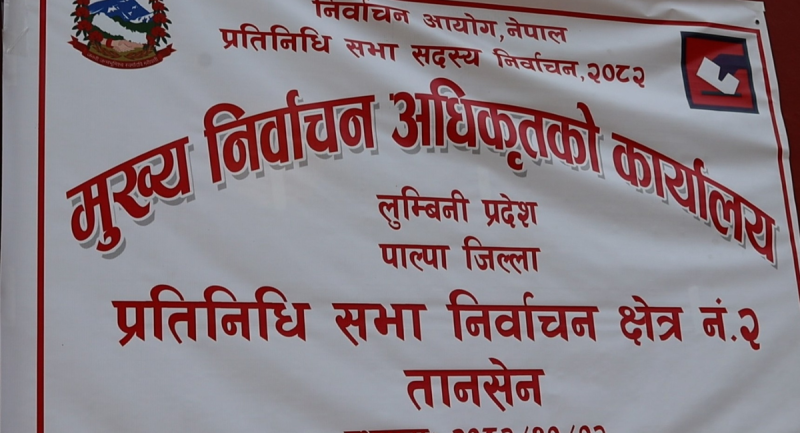 निर्वाचन आयोग, नेपाल
प्रतिनिधि सभा सदस्य निर्वाचन, २०८२
मुख्य निर्वाचन अधिकृतको कार्यालय
लुम्बिनी प्रदेश
पाल्पा जिल्ला
प्रतिनिधि सभा निर्वाचन क्षेत्र नं.२
तानसेन